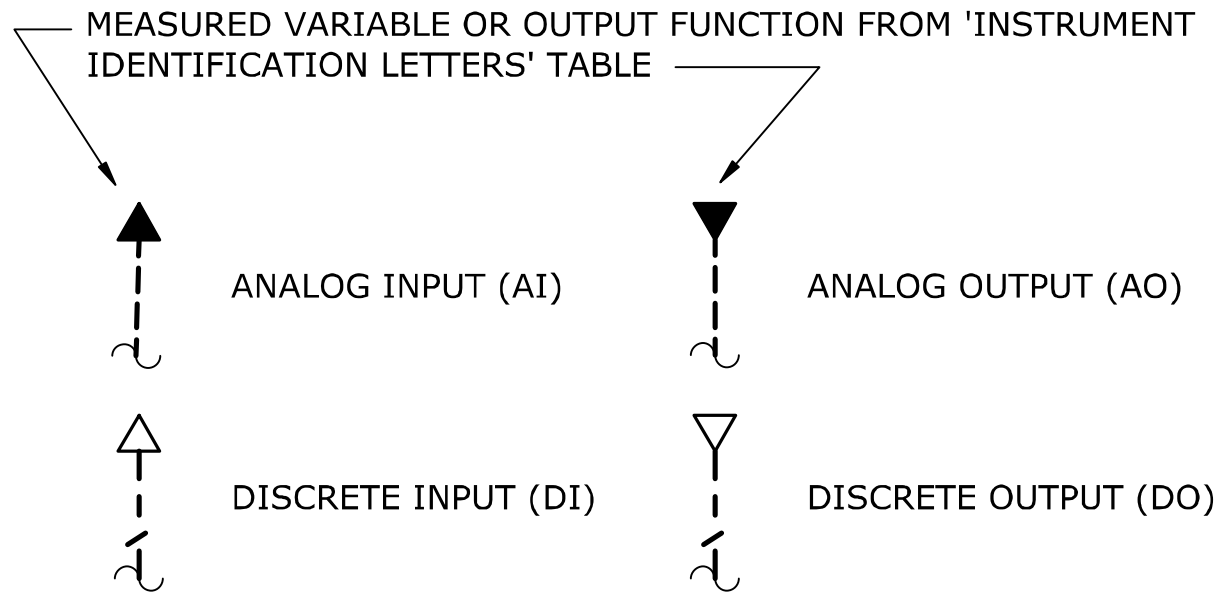 MEASURED VARIABLE OR OUTPUT FUNCTION FROM 'INSTRUMENT
IDENTIFICATION LETTERS' TABLE
ANALOG INPUT (AI)
ANALOG OUTPUT (AO)
DISCRETE INPUT (DI)
DISCRETE OUTPUT (DO)